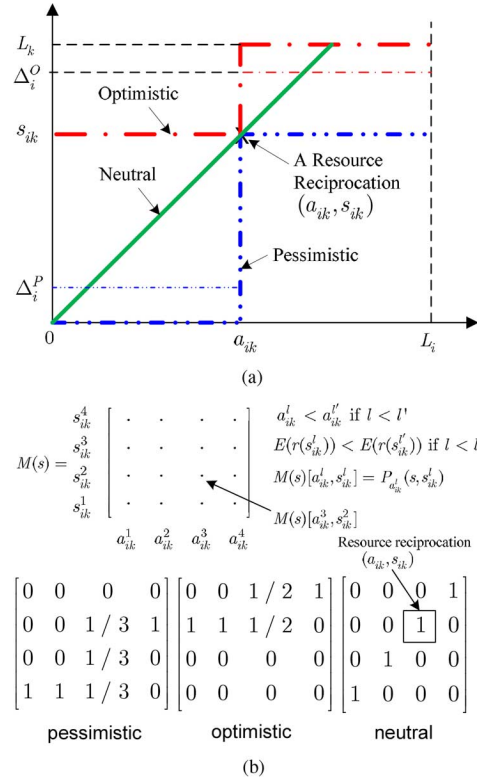 L_k
Δ_i^O
Optimistic
s_ik
Neutral
A Resource
Reciprocation
(a_ik, s_ik)
Pessimistic
Δ_i^P
0
a_ik
L_i
(a)
s_ik^4
s_ik^3
M(s) =
s_ik^2
s_ik^1
a_ik^1 a_ik^2 a_ik^3 a_ik^4
a_ik^l < a_ik^l' if l < l'
E(r(s_ik^l)) < E(r(s_ik^l')) if l < l
M(s)[a_ik^l, s_ik^l] = P_{a_ik^l}(s, s_ik^l)
M(s)[a_ik^3, s_ik^2]
Resource reciprocation
(a_ik, s_ik)
0 0 0 0
0 0 1/3 1
0 0 1/3 0
1 1 1/3 0
pessimistic
0 0 1/2 1
1 1 1/2 0
0 0 0 0
0 0 0 0
optimistic
0 0 0 1
0 0 1 0
0 1 0 0
1 0 0 0
neutral
(b)